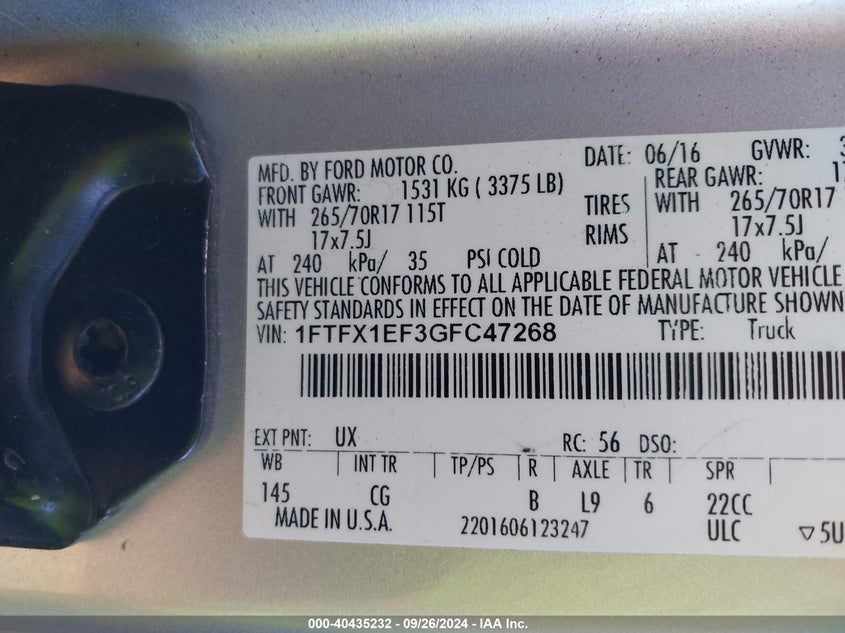 MFD. BY FORD MOTOR CO. DATE: 06/16 GVWR: 3
FRONT GAWR: 1531 KG ( 3375 LB) REAR GAWR: 1
WITH 265/70R17 115T TIRES WITH 265/70R17
17x7.5J RIMS 17x7.5J
AT 240 kPa/ 35 PSI COLD AT 240 kPa/
THIS VEHICLE CONFORMS TO ALL APPLICABLE FEDERAL MOTOR VEHICLE
SAFETY STANDARDS IN EFFECT ON THE DATE OF MANUFACTURE SHOWN
VIN: 1FTFX1EF3GFC47268 TYPE: Truck
EXT PNT: UX RC: 56 DSO:
WB INT TR TP/PS R AXLE TR SPR
145 CG B L9 6 22CC
MADE IN U.S.A. 2201606123247 ULC ▽5U
000-40435232 - 09/26/2024 - IAA Inc.